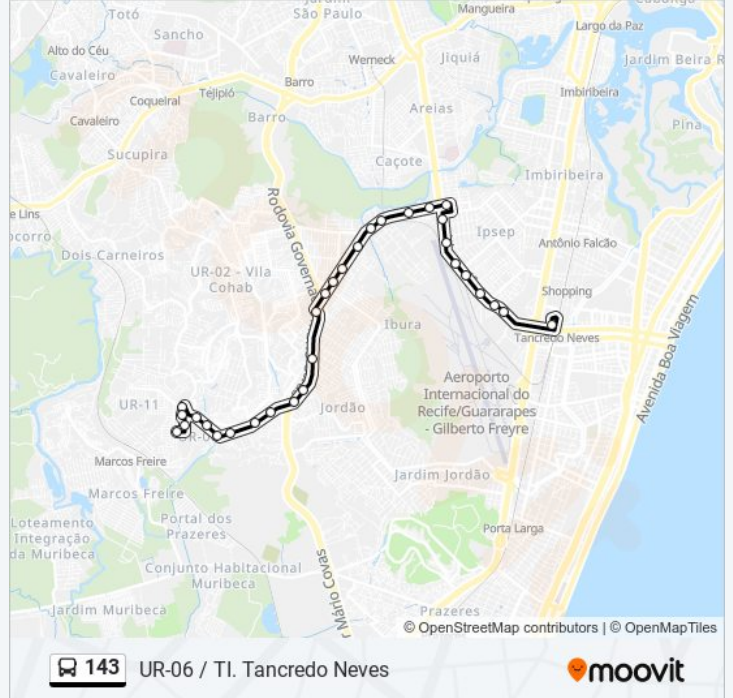 Totó
Jardim
São Paulo
Mangueira
Sancho
Largo da Paz
Alto do Céu
Werneck
Jiquiá
Cavaleiro
Jardim Beira R
Barro
Tejipió
Coqueiral
Imbiribeira
Areias
Cavaleiro
Barro
Pina
Sucupira
Caçote
Imbiribeira
e Lins
Rodovia Governa
Ipsep
ocorro
Antônio Falcão
Dois Carneiros
UR-02 - Vila
Cohab
Shopping
Avenida Boa Viagem
Ibura
Tancredo Neves
Aeroporto
Internacional do
Recife/Guararapes
- Gilberto Freyre
UR-11
Jordão
Marcos Freire
Jardim Jordão
Marcos Freire
Loteamento
Integração
da Muribeca
Portal dos
Prazeres
Porta Larga
Conjunto Habitacional
Muribeca
r Mário Covas
Jardim Muribeca
Prazeres
© OpenStreetMap contributors | © OpenMapTiles
143 UR-06 / TI. Tancredo Neves
moovit